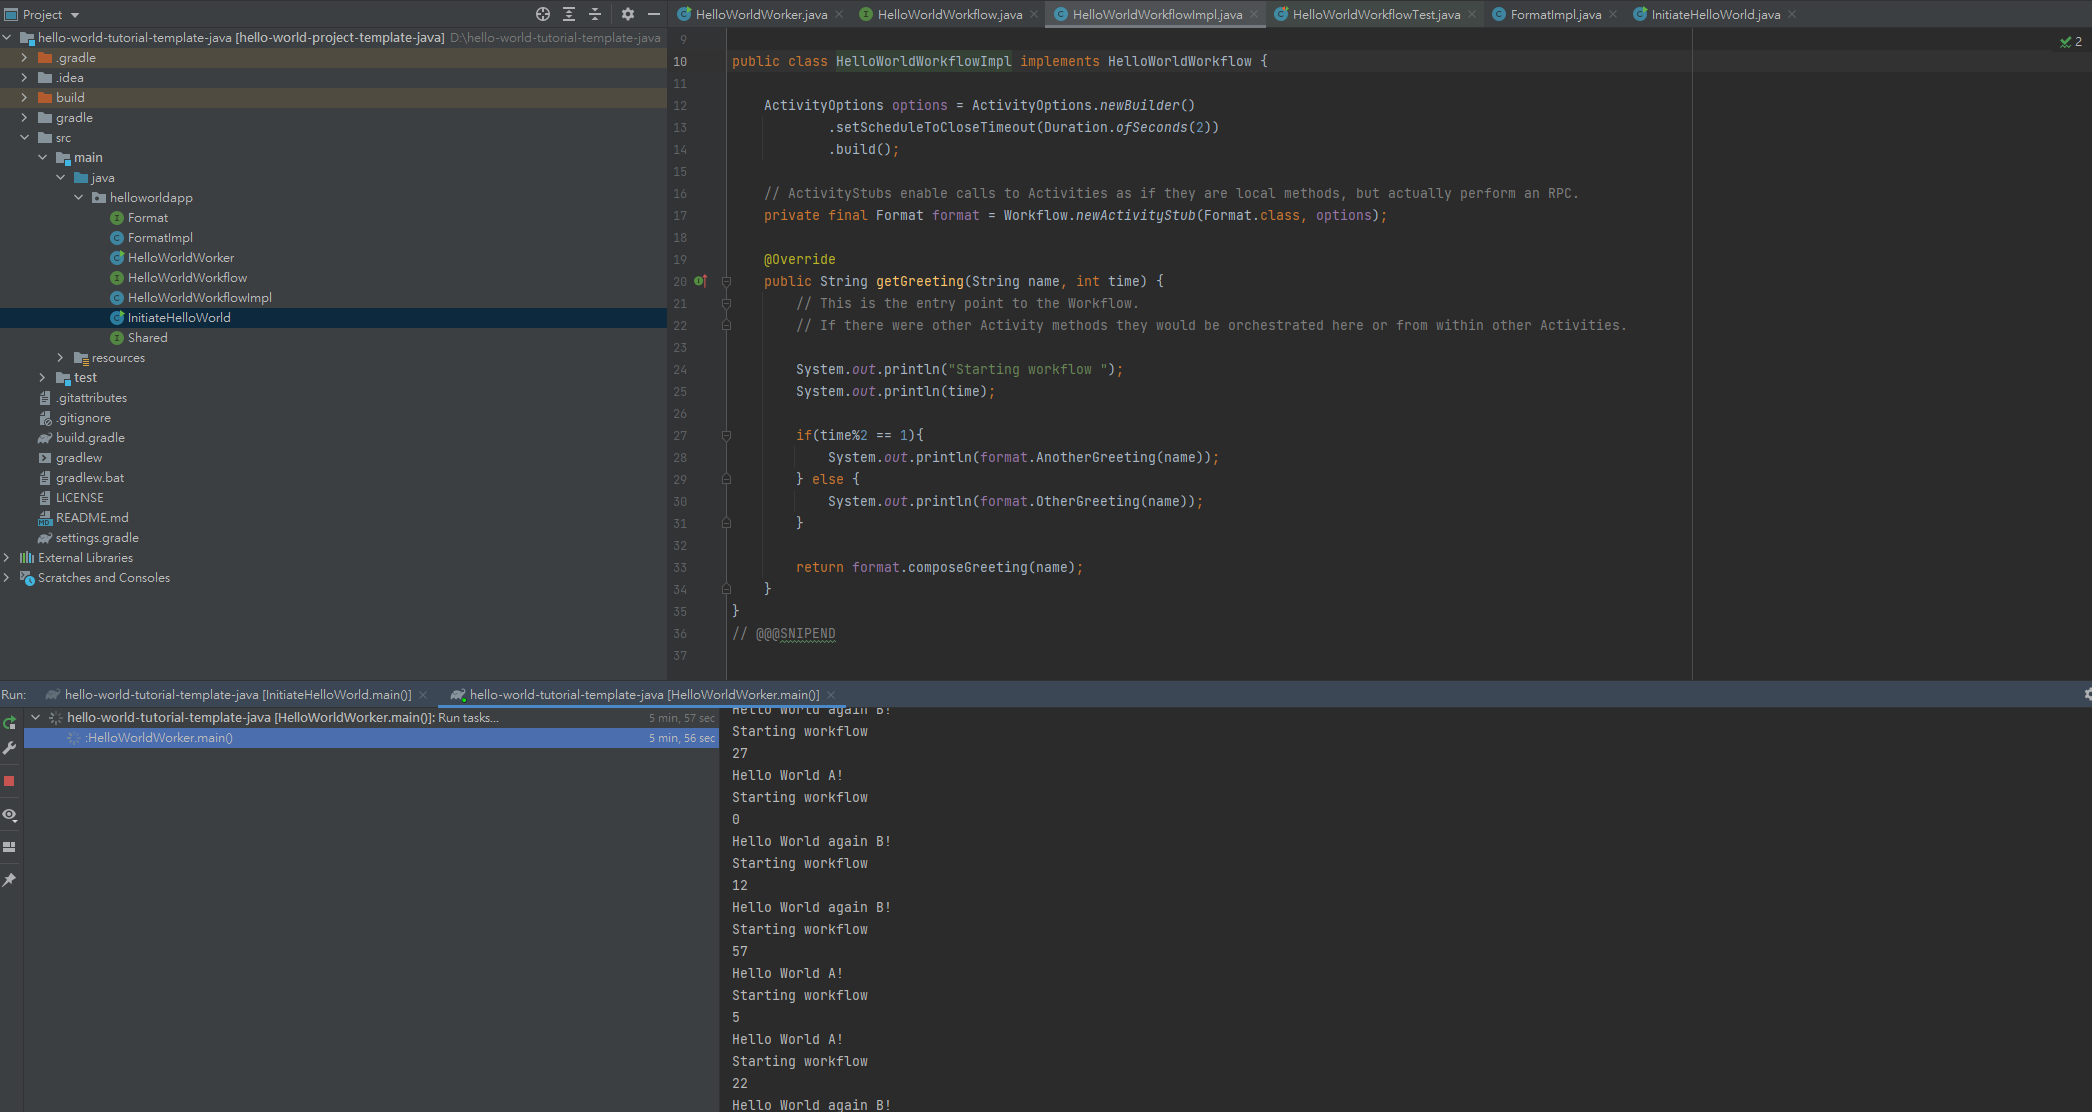 Project
hello-world-tutorial-template-java [hello-world-project-template-java] D:\hello-world-tutorial-template-java
.gradle
.idea
build
gradle
src
main
java
helloworldapp
Format
FormatImpl
HelloWorldWorker
HelloWorldWorkflow
HelloWorldWorkflowImpl
InitiateHelloWorld
Shared
resources
test
.gitattributes
.gitignore
build.gradle
gradlew
gradlew.bat
LICENSE
README.md
settings.gradle
External Libraries
Scratches and Consoles
HelloWorldWorker.java HelloWorldWorkflow.java HelloWorldWorkflowImpl.java HelloWorldWorkflowTest.java FormatImpl.java InitiateHelloWorld.java
2
9
10 public class HelloWorldWorkflowImpl implements HelloWorldWorkflow {
11
12 ActivityOptions options = ActivityOptions.newBuilder()
13 .setScheduleToCloseTimeout(Duration.ofSeconds(2))
14 .build();
15
16 // ActivityStubs enable calls to Activities as if they are local methods, but actually perform an RPC.
17 private final Format format = Workflow.newActivityStub(Format.class, options);
18
19 @Override
20 public String getGreeting(String name, int time) {
21 // This is the entry point to the Workflow.
22 // If there were other Activity methods they would be orchestrated here or from within other Activities.
23
24 System.out.println("Starting workflow ");
25 System.out.println(time);
26
27 if(time%2 == 1){
28 System.out.println(format.AnotherGreeting(name));
29 } else {
30 System.out.println(format.OtherGreeting(name));
31 }
32
33 return format.composeGreeting(name);
34 }
35 }
36 // @@@SNIPEND
37
Run: hello-world-tutorial-template-java [InitiateHelloWorld.main()] hello-world-tutorial-template-java [HelloWorldWorker.main()]
hello-world-tutorial-template-java [HelloWorldWorker.main()]: Run tasks... 5 min, 57 sec
:HelloWorldWorker.main() 5 min, 56 sec
Hello World again B!
Starting workflow
27
Hello World A!
Starting workflow
0
Hello World again B!
Starting workflow
12
Hello World again B!
Starting workflow
57
Hello World A!
Starting workflow
5
Hello World A!
Starting workflow
22
Hello World again B!